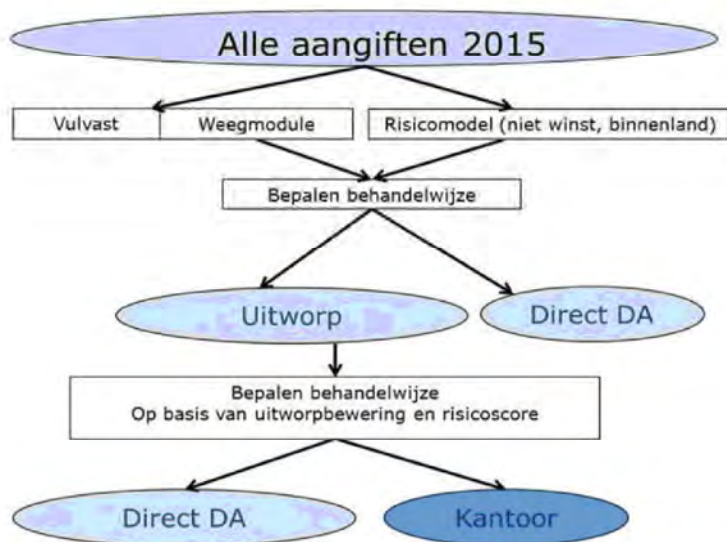 Alle aangiften 2015
Vulvast
Weegmodule
Risicomodel (niet winst, binnenland)
Bepalen behandelwijze
Uitworp
Direct DA
Bepalen behandelwijze
Op basis van uitworpbewering en risicoscore
Direct DA
Kantoor